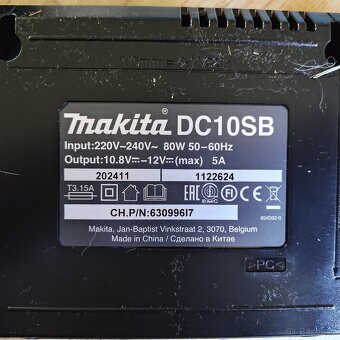 makita DC10SB
Input:220V-240V~ 80W 50-60Hz
Output:10.8V⎓-12V⎓(max) 5A
202411 1122624
T3.15A
CH.P/N:630996I7
Makita, Jan-Baptist Vinkstraat 2, 3070, Belgium
Made in China / Сделано в Китае
>PC<